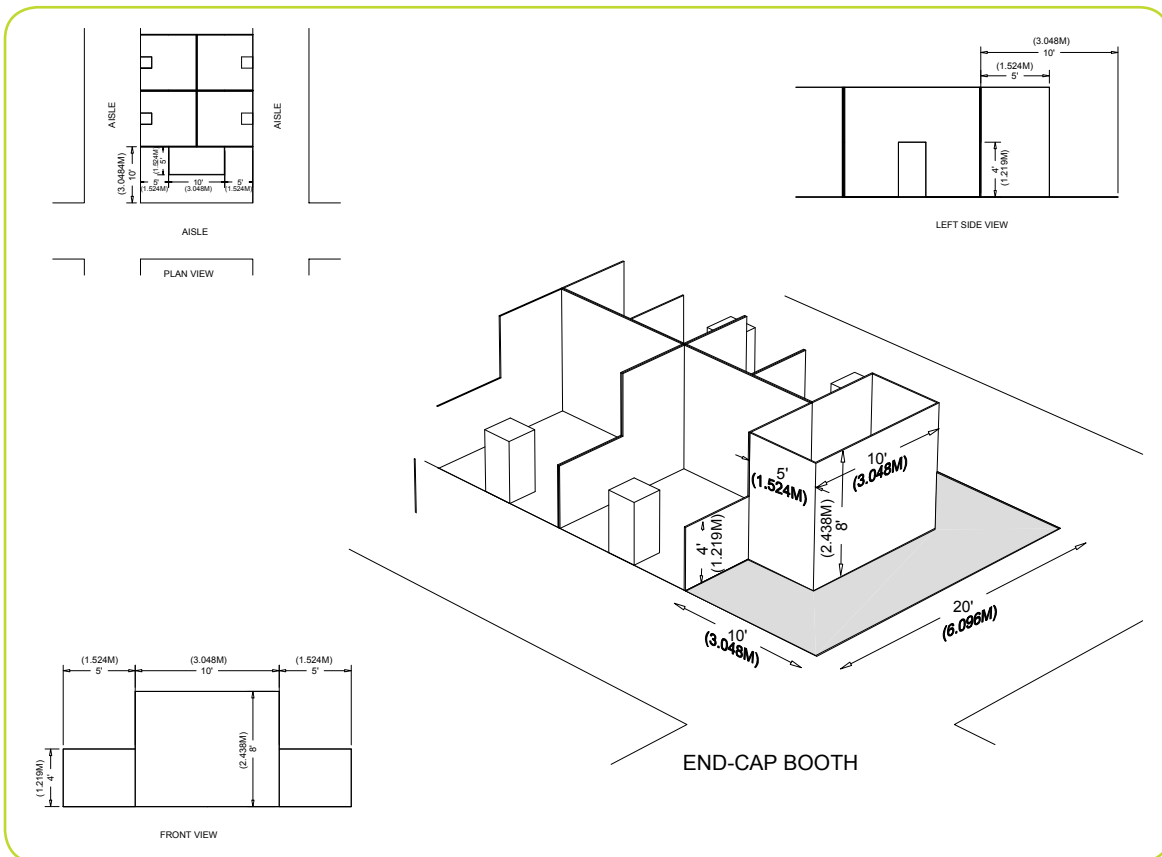 AISLE
AISLE
(3.0484M)
10'
(1.524M
5'
5'
(1.524M)
10'
(3.048M)
5'
(1.524M)
AISLE
PLAN VIEW
(3.048M)
10'
(1.524M)
5'
4'
(1.219M)
LEFT SIDE VIEW
5'
(1.524M)
10'
(3.048M)
(2.438M)
8'
4'
(1.219M)
10'
(3.048M)
20'
(6.096M)
END-CAP BOOTH
(1.524M)
5'
(3.048M)
10'
(1.524M)
5'
(1.219M)
4'
(2.438M)
8'
FRONT VIEW